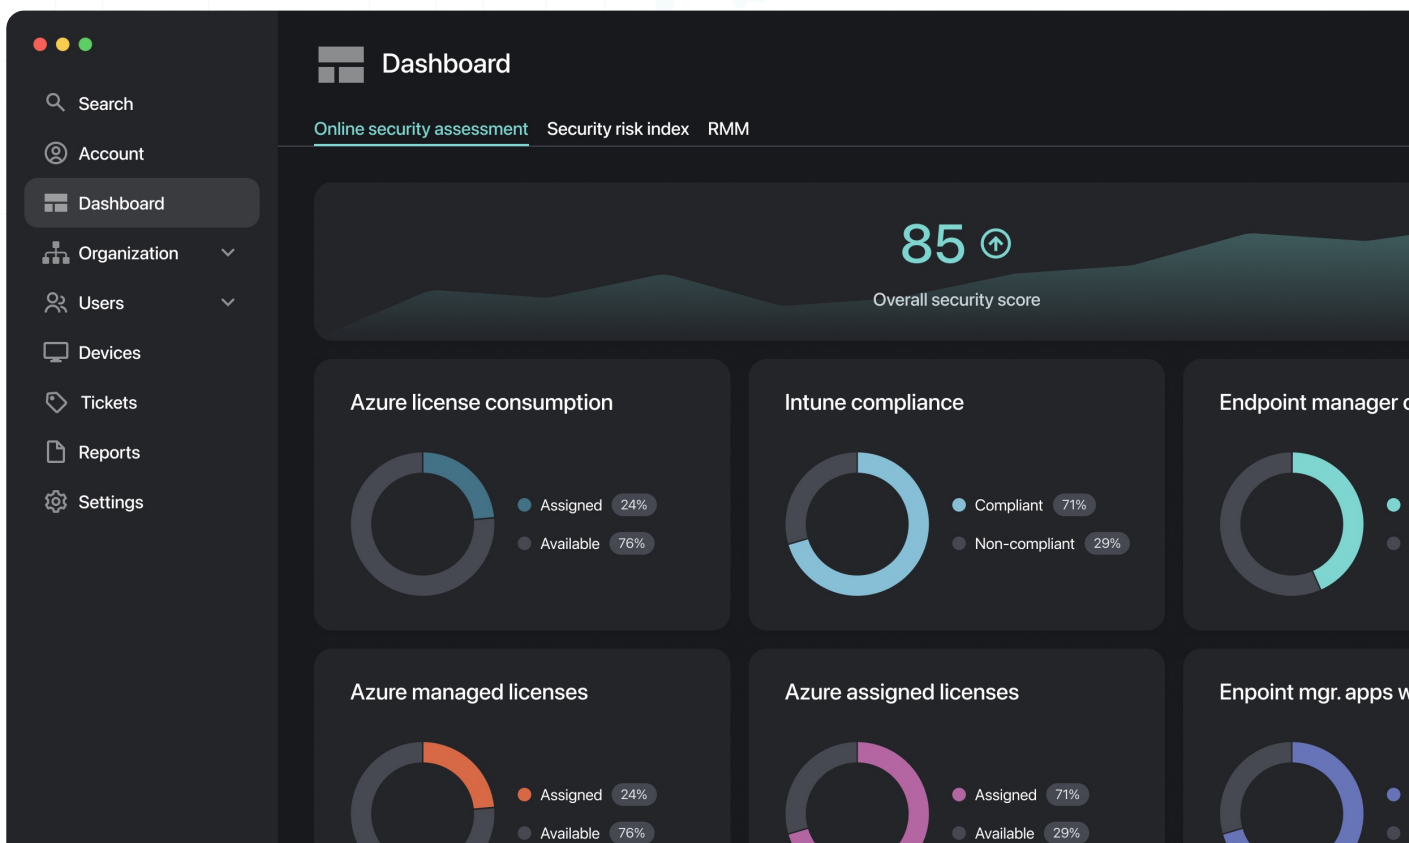 Search
Account
Dashboard
Organization
Users
Devices
Tickets
Reports
Settings
Dashboard
Online security assessment Security risk index RMM
85
Overall security score
Azure license consumption
Assigned 24%
Available 76%
Intune compliance
Compliant 71%
Non-compliant 29%
Endpoint manager
Azure managed licenses
Assigned 24%
Available 76%
Azure assigned licenses
Assigned 71%
Available 29%
Enpoint mgr. apps